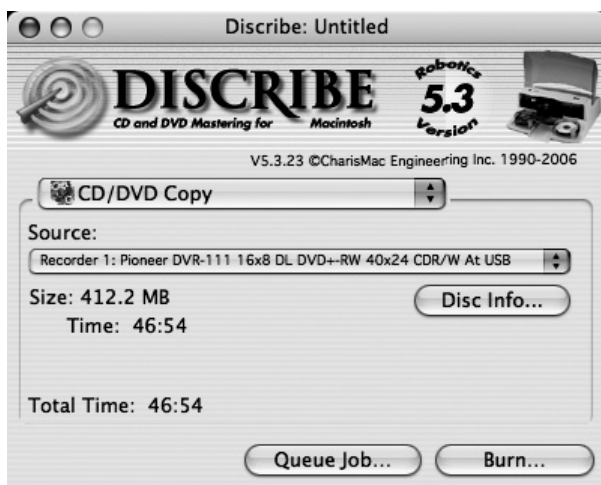 Discribe: Untitled
DISCRIBE
CD and DVD Mastering for Macintosh
Robotics
5.3
Version
V5.3.23 ©CharisMac Engineering Inc. 1990-2006
CD/DVD Copy
Source:
Recorder 1: Pioneer DVR-111 16x8 DL DVD+-RW 40x24 CDR/W At USB
Size: 412.2 MB
Disc Info...
Time: 46:54
Total Time: 46:54
Queue Job...
Burn...